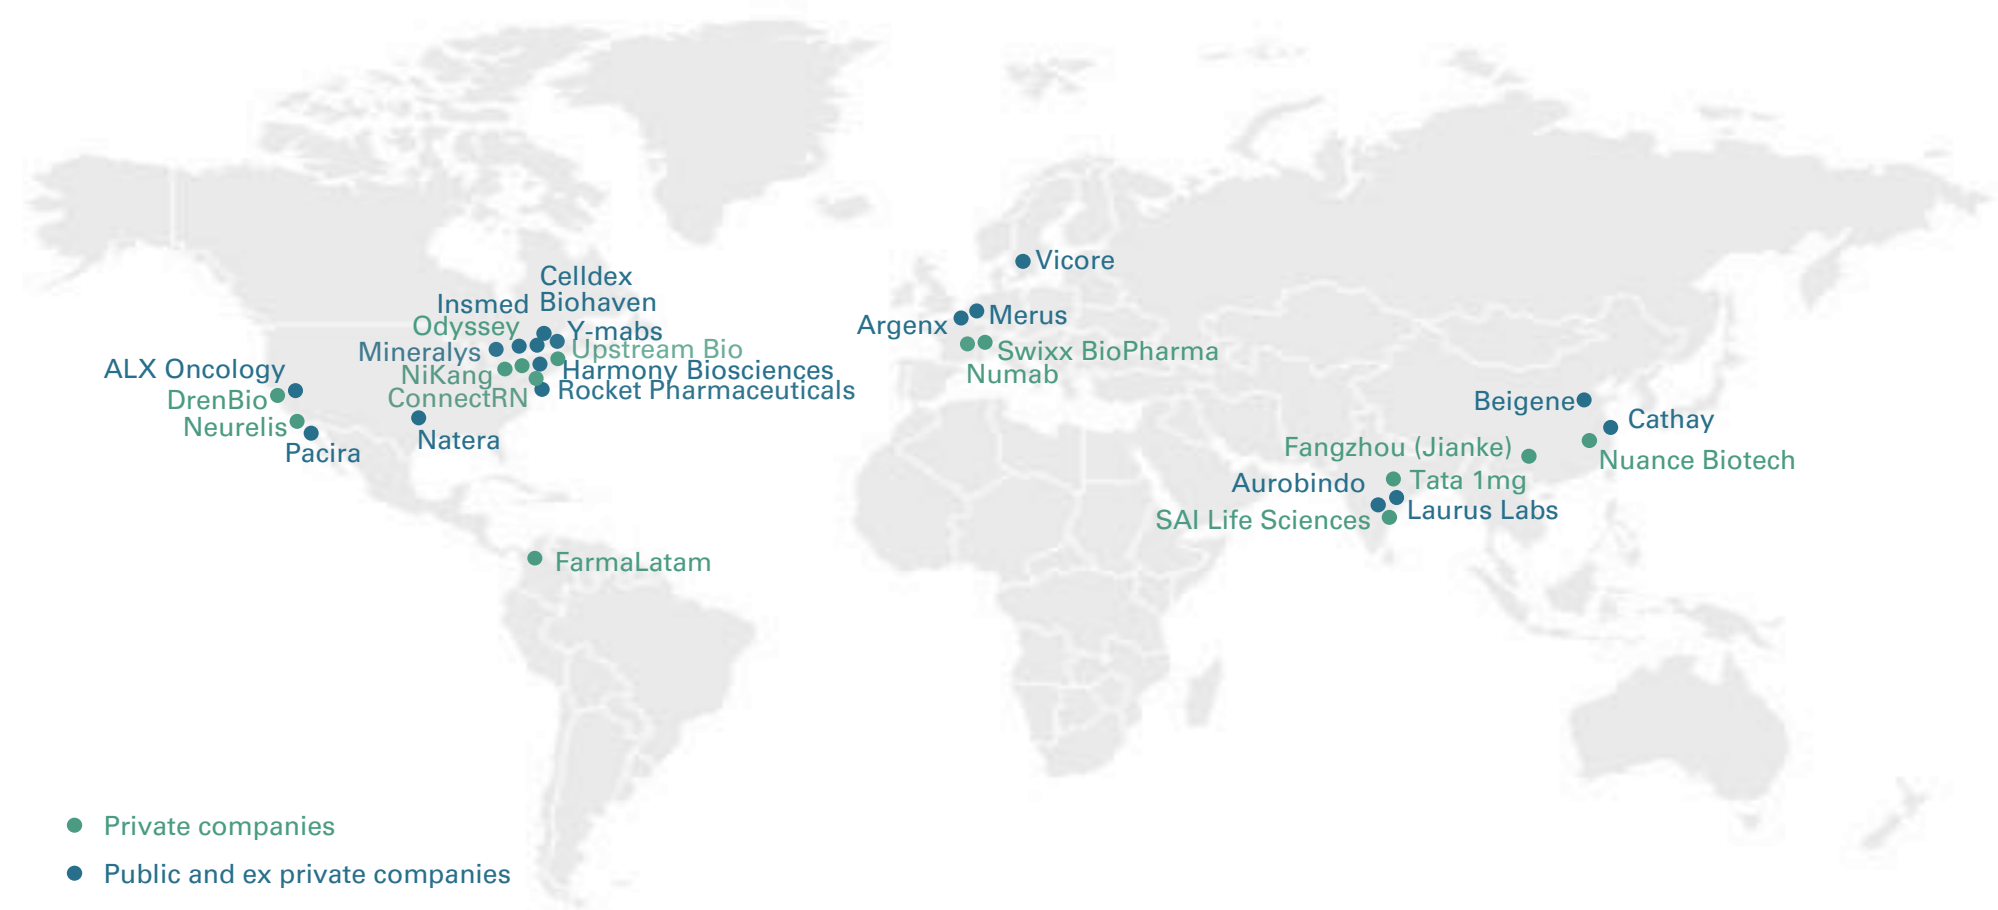 Vicore
Celldex
Insmed
Biohaven
Odyssey
Y-mabs
Mineralys
Upstream Bio
NiKang
Harmony Biosciences
ConnectRN
Rocket Pharmaceuticals
ALX Oncology
DrenBio
Neurelis
Pacira
Natera
Argenx
Merus
Swixx BioPharma
Numab
Beigene
Cathay
Fangzhou (Jianke)
Nuance Biotech
Tata 1mg
Aurobindo
Laurus Labs
SAI Life Sciences
FarmaLatam
Private companies
Public and ex private companies